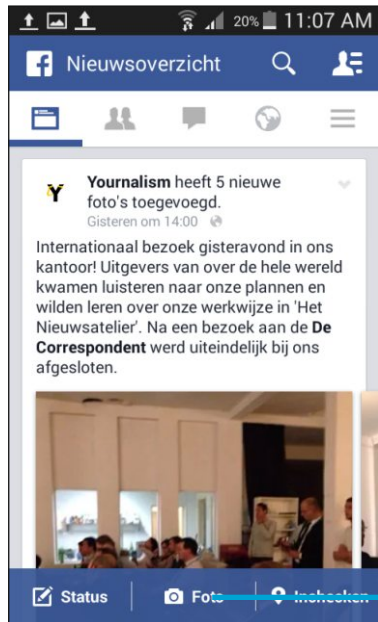 20% 11:07 AM
f Nieuwsoverzicht
Y Yournalism heeft 5 nieuwe
foto's toegevoegd.
Gisteren om 14:00
Internationaal bezoek gisteravond in ons
kantoor! Uitgevers van over de hele wereld
kwamen luisteren naar onze plannen en
wilden leren over onze werkwijze in 'Het
Nieuwsatelier'. Na een bezoek aan de De
Correspondent werd uiteindelijk bij ons
afgesloten.
Status Foto Inchecken